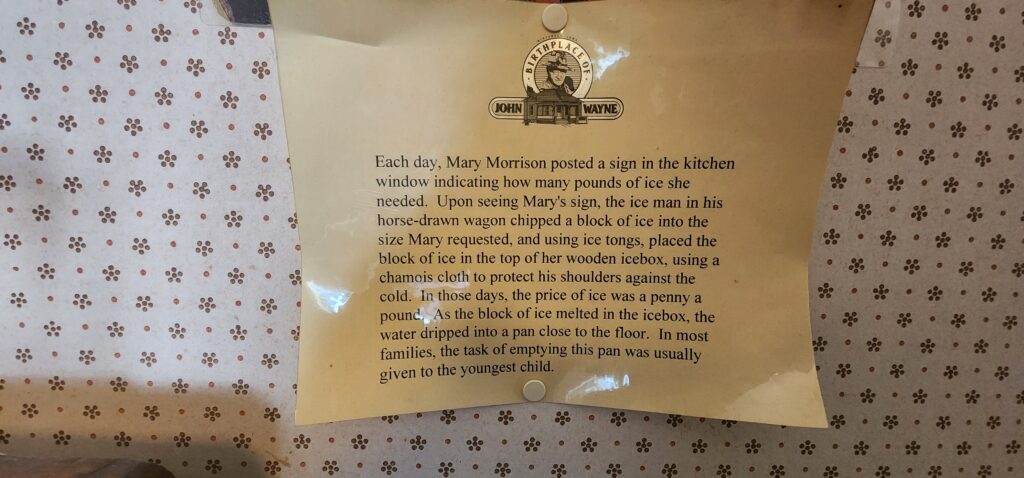 BIRTHPLACE OF
JOHN WAYNE
Each day, Mary Morrison posted a sign in the kitchen
window indicating how many pounds of ice she
needed. Upon seeing Mary's sign, the ice man in his
horse-drawn wagon chipped a block of ice into the
size Mary requested, and using ice tongs, placed the
block of ice in the top of her wooden icebox, using a
chamois cloth to protect his shoulders against the
cold. In those days, the price of ice was a penny a
pound. As the block of ice melted in the icebox, the
water dripped into a pan close to the floor. In most
families, the task of emptying this pan was usually
given to the youngest child.